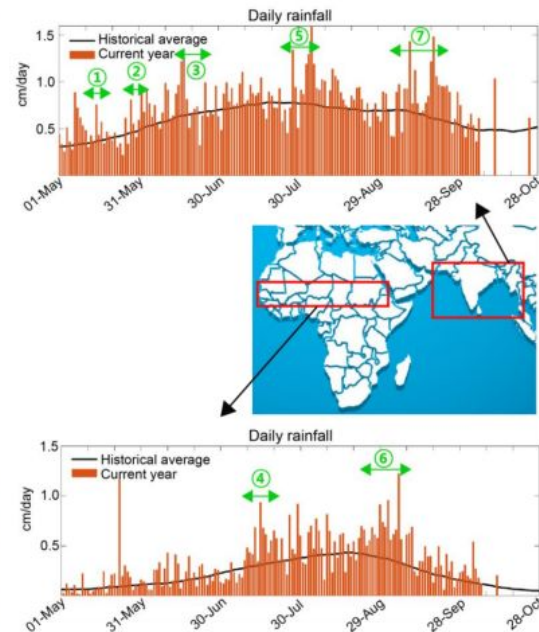 Daily rainfall
Historical average
Current year
① ② ③ ⑤ ⑦
cm/day
1.5
1.0
0.5
01-May 31-May 30-Jun 30-Jul 29-Aug 28-Sep 28-Oct
Daily rainfall
Historical average
Current year
④ ⑥
cm/day
1.5
1.0
0.5
0
01-May 31-May 30-Jun 30-Jul 29-Aug 28-Sep 28-Oct